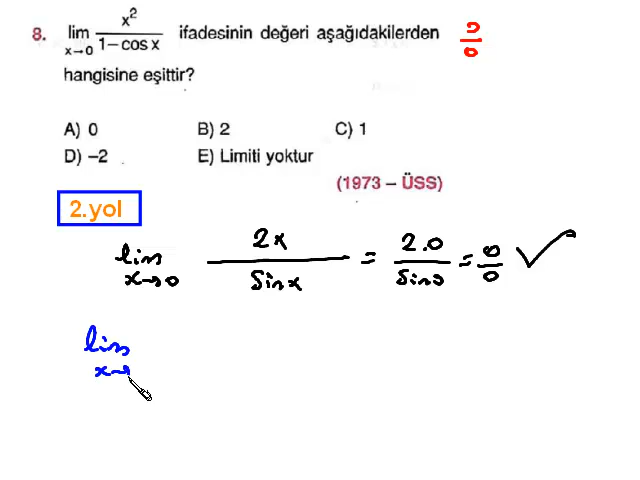 8. lim x→0 x²/(1 – cos x) ifadesinin değeri aşağıdakilerden 0/0
hangisine eşittir?
A) 0 B) 2 C) 1
D) –2 E) Limiti yoktur
(1973 – ÜSS)
2.yol
lim x→0 2x/sinx = 2.0/sin0 = 0/0 ✓
lim x→